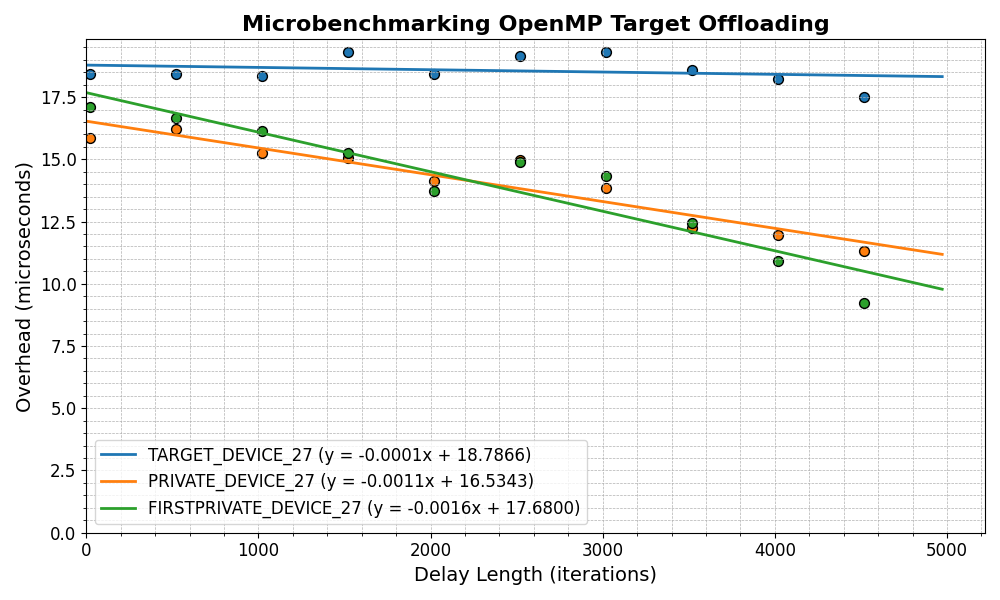 Microbenchmarking OpenMP Target Offloading
Overhead (microseconds)
17.5
15.0
12.5
10.0
7.5
5.0
2.5
0.0
TARGET_DEVICE_27 (y = -0.0001x + 18.7866)
PRIVATE_DEVICE_27 (y = -0.0011x + 16.5343)
FIRSTPRIVATE_DEVICE_27 (y = -0.0016x + 17.6800)
0 1000 2000 3000 4000 5000
Delay Length (iterations)